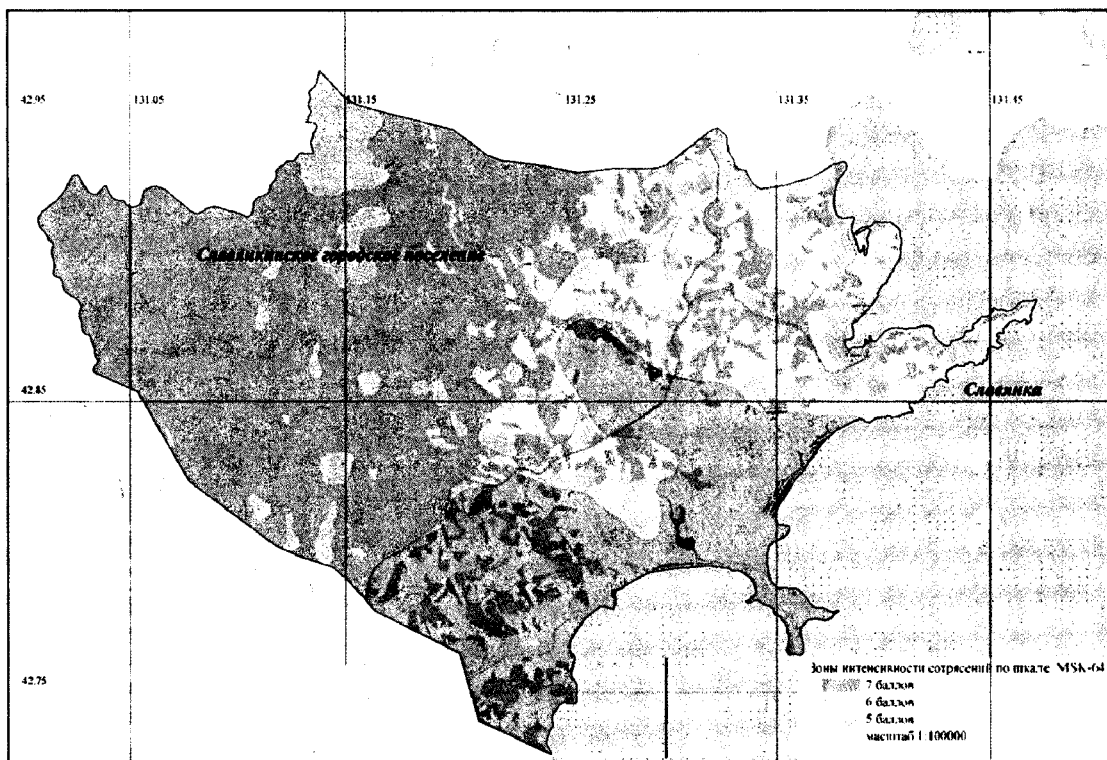 42.95 131.05 131.15 131.25 131.35 131.45
Славянкинское городское поселение
42.85
Славянка
42.75
Зоны интенсивности сотрясений по шкале MSK-64
7 баллов
6 баллов
5 баллов
масштаб 1:100000